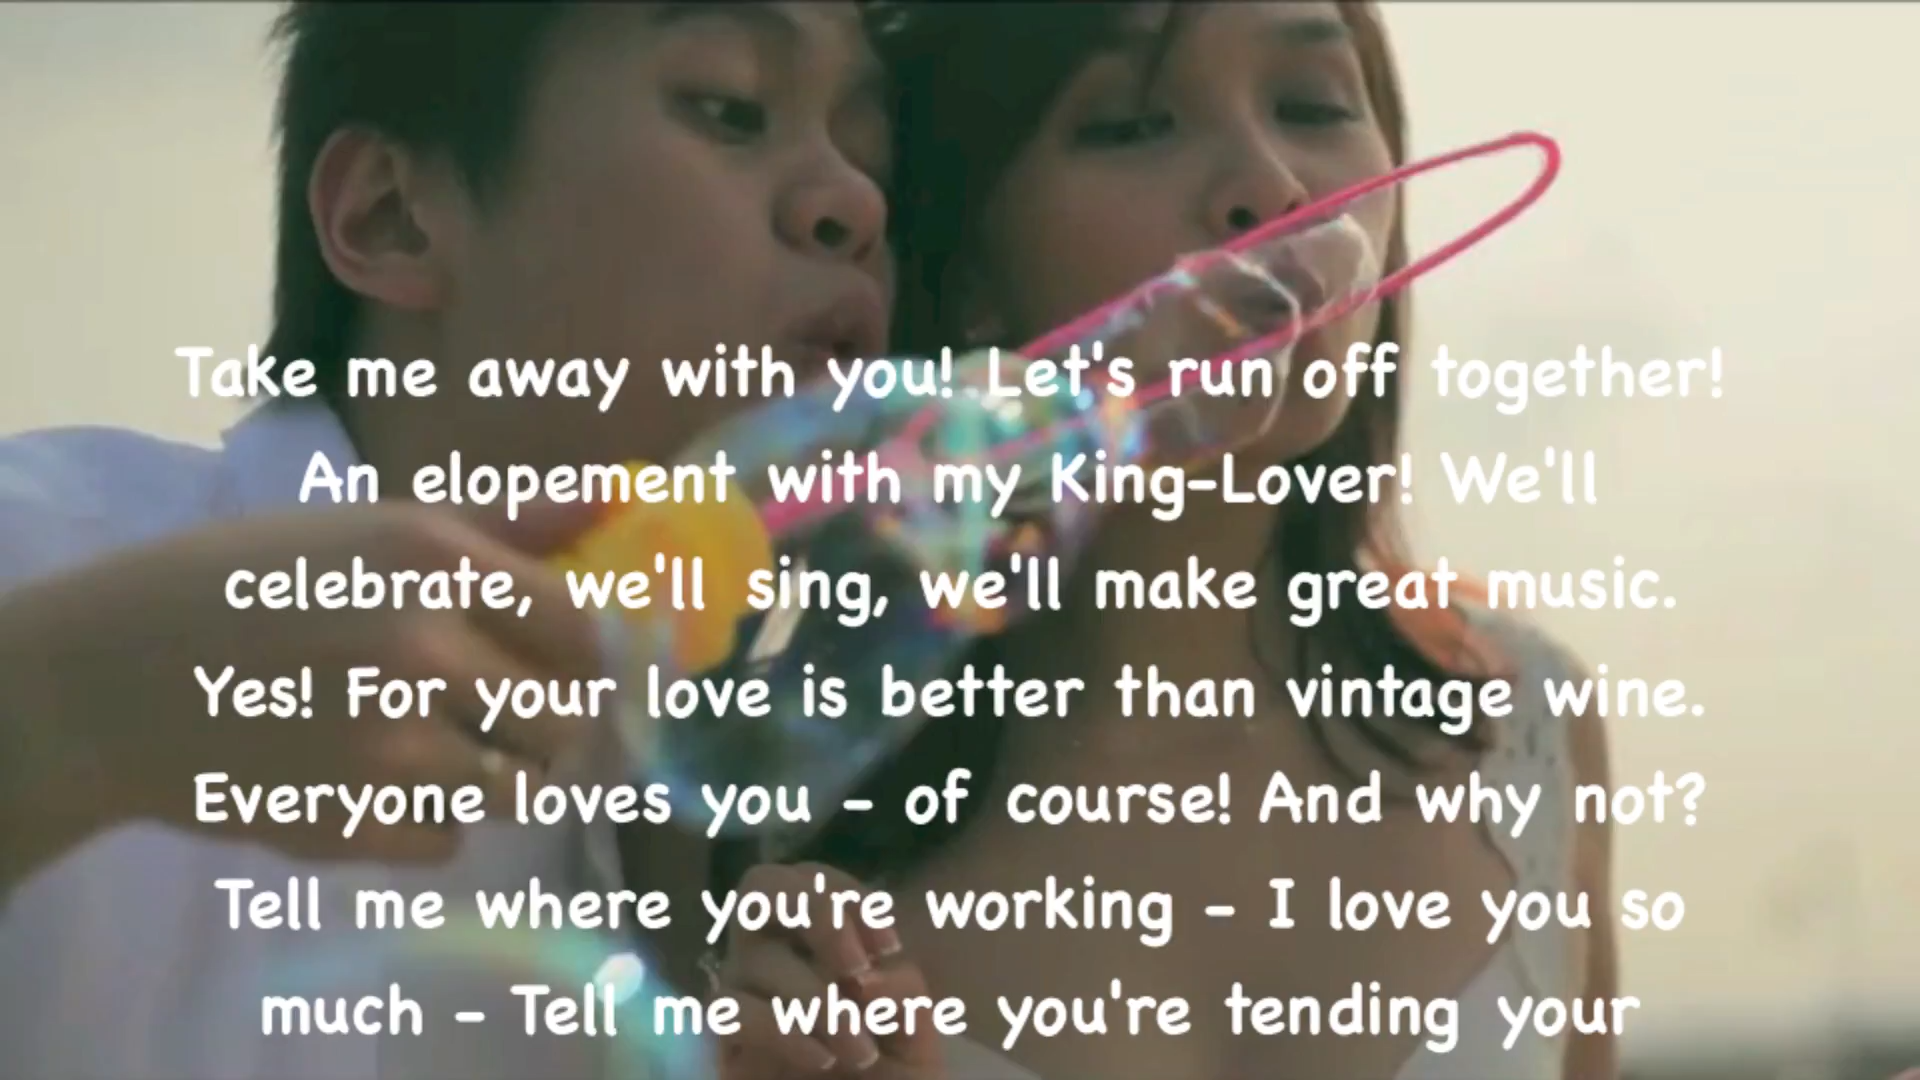 Take me away with you! Let's run off together!
An elopement with my King-Lover! We'll
celebrate, we'll sing, we'll make great music.
Yes! For your love is better than vintage wine.
Everyone loves you - of course! And why not?
Tell me where you're working - I love you so
much - Tell me where you're tending your